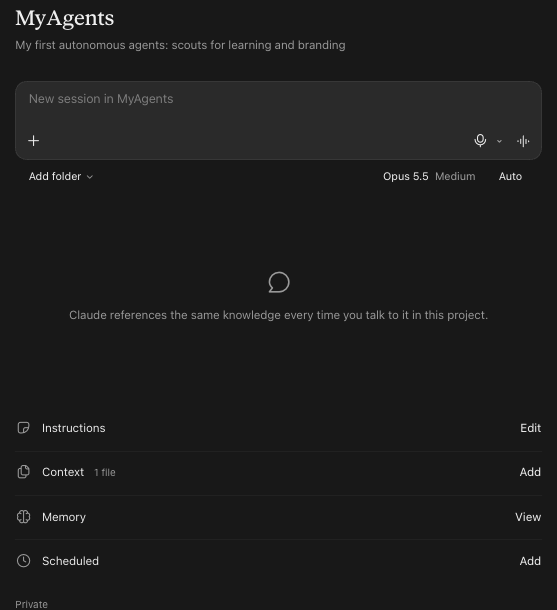 MyAgents
My first autonomous agents: scouts for learning and branding
New session in MyAgents
Add folder
Opus 5.5 Medium Auto
Claude references the same knowledge every time you talk to it in this project.
Instructions Edit
Context 1 file Add
Memory View
Scheduled Add
Private